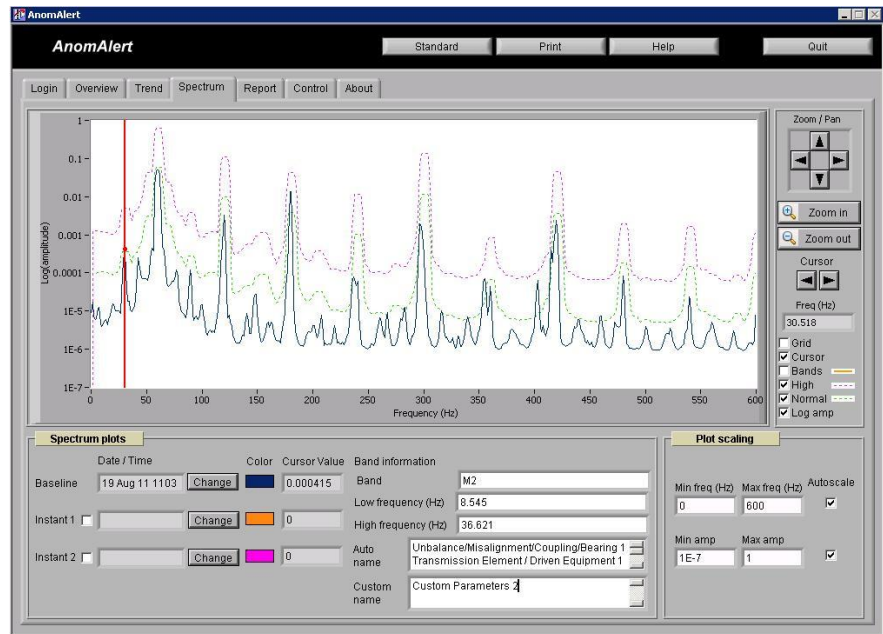 AnomAlert
AnomAlert
Standard Print Help Quit
Login Overview Trend Spectrum Report Control About
1
0.1
0.01
0.001
0.0001
1E-5
1E-6
1E-7
Log(amplitude)
0 50 100 150 200 250 300 350 400 450 500 550 600
Frequency (Hz)
Zoom / Pan
Zoom in
Zoom out
Cursor
Freq (Hz)
30.518
Grid
Cursor
Bands
High
Normal
Log amp
Spectrum plots
Date / Time Color Cursor Value Band information
Baseline 19 Aug 11 1103 Change 0.000415
Instant 1 Change 0
Instant 2 Change 0
Band M2
Low frequency (Hz) 8.545
High frequency (Hz) 36.621
Auto name
Unbalance/Misalignment/Coupling/Bearing 1
Transmission Element / Driven Equipment 1
Custom name
Custom Parameters 2
Plot scaling
Min freq (Hz) Max freq (Hz) Autoscale
0 600
Min amp Max amp
1E-7 1